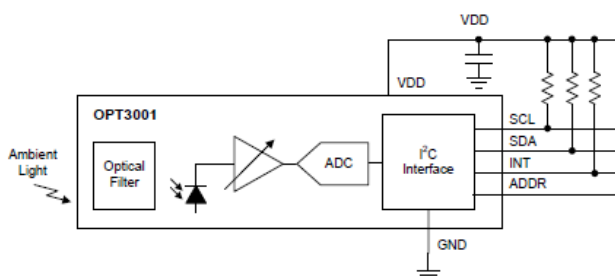 VDD
VDD
OPT3001
SCL
Ambient
Light
Optical
Filter
ADC
I²C
Interface
SDA
INT
ADDR
GND